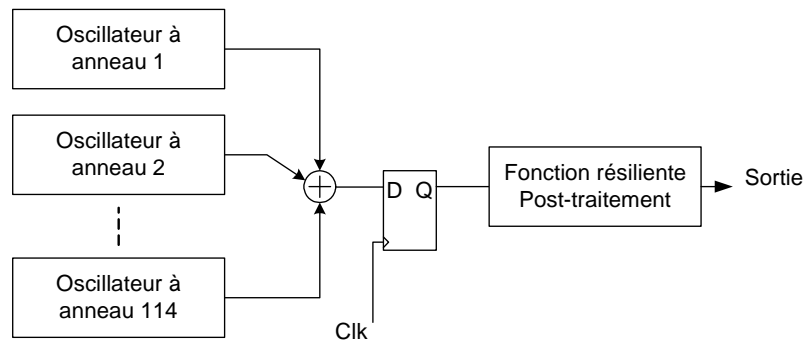 Oscillateur à
anneau 1
Oscillateur à
anneau 2
Oscillateur à
anneau 114
D Q
Clk
Fonction résiliente
Post-traitement
Sortie